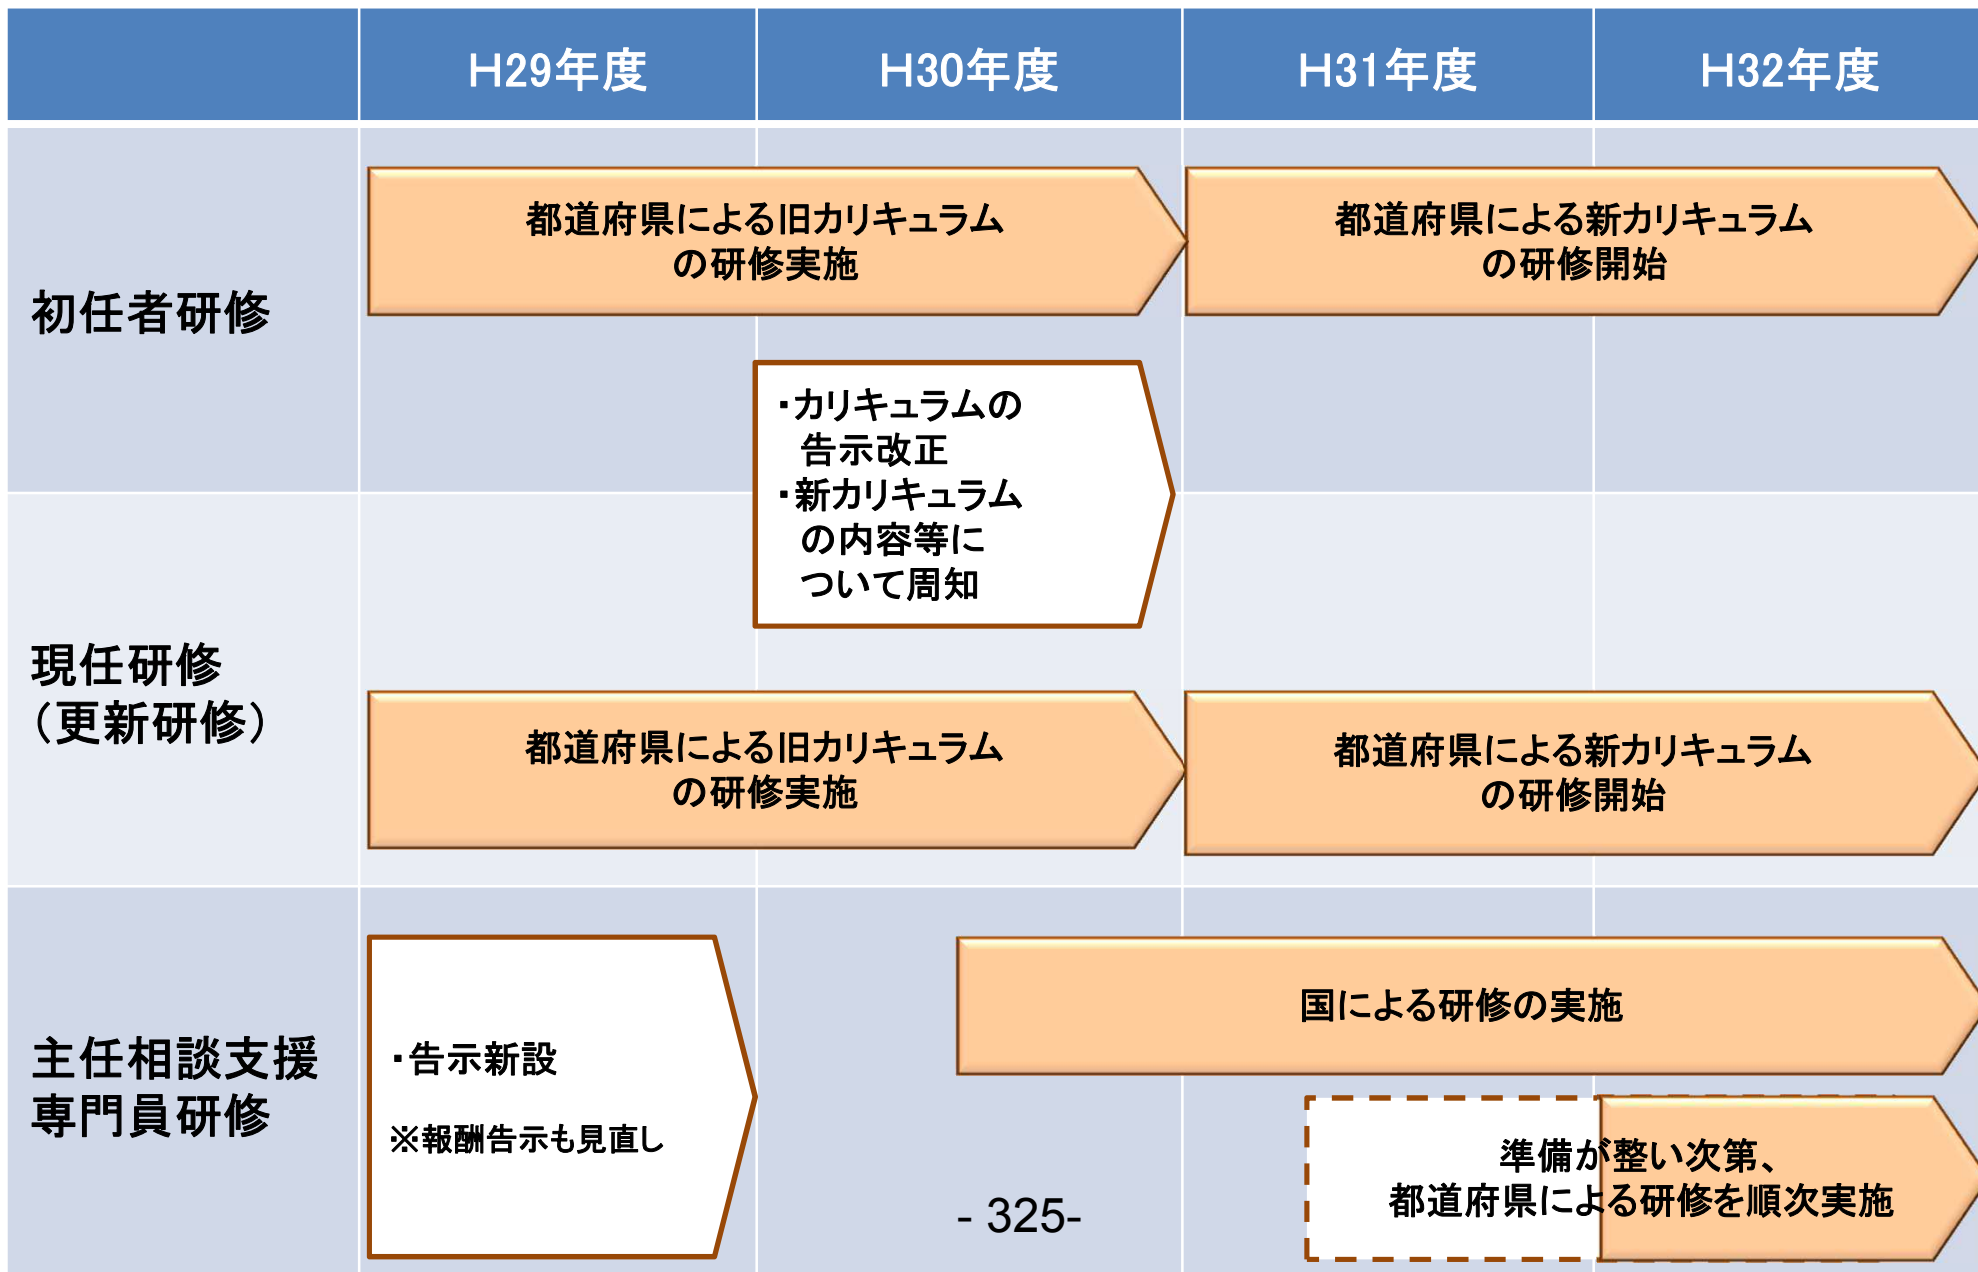 H29年度
H30年度
H31年度
H32年度
初任者研修
都道府県による旧カリキュラム
の研修実施
都道府県による新カリキュラム
の研修開始
・カリキュラムの
告示改正
・新カリキュラム
の内容等に
ついて周知
現任研修
（更新研修）
都道府県による旧カリキュラム
の研修実施
都道府県による新カリキュラム
の研修開始
主任相談支援
専門員研修
・告示新設
※報酬告示も見直し
国による研修の実施
準備が整い次第、
都道府県による研修を順次実施
- 325-